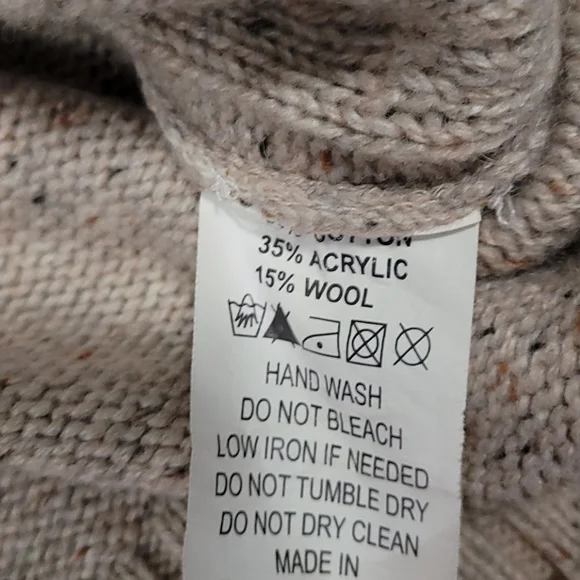 COTTON
35% ACRYLIC
15% WOOL
HAND WASH
DO NOT BLEACH
LOW IRON IF NEEDED
DO NOT TUMBLE DRY
DO NOT DRY CLEAN
MADE IN